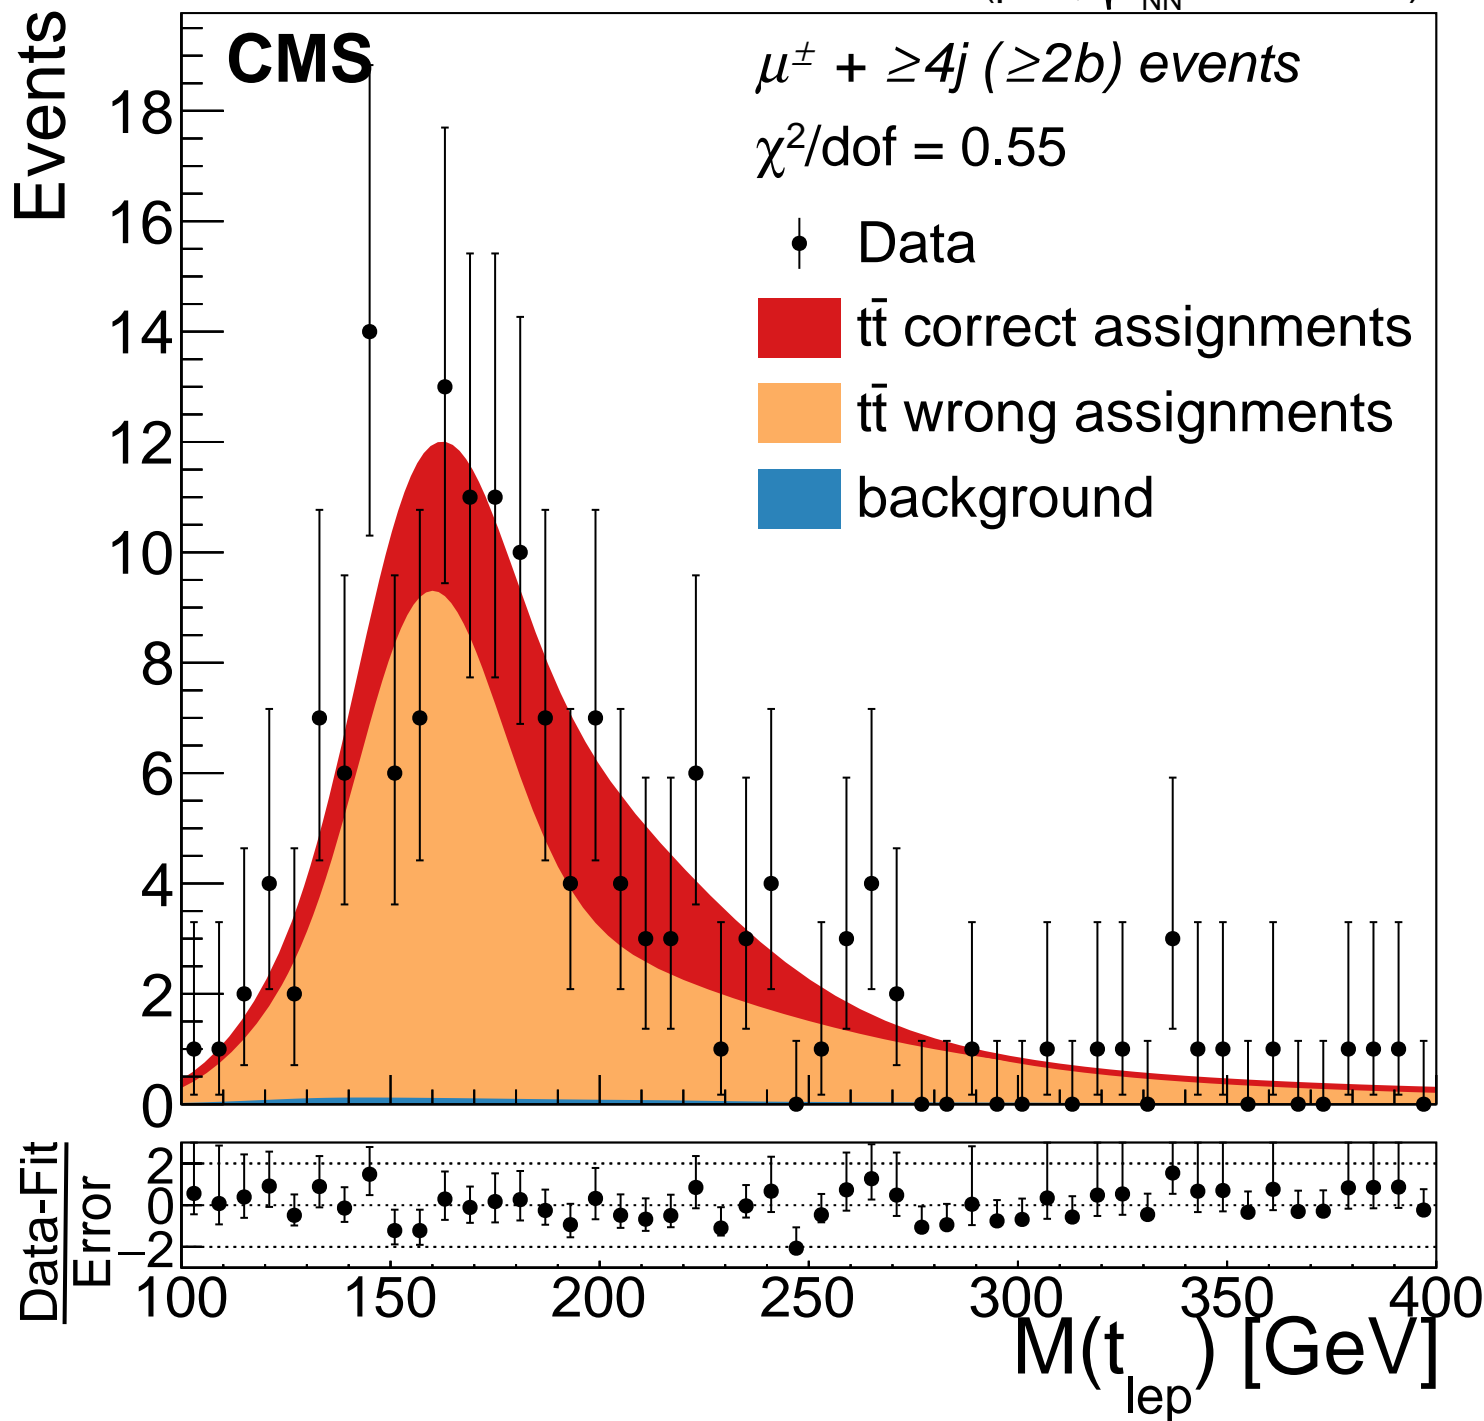 NN
CMS
μ± + ≥4j (≥2b) events
χ²/dof = 0.55
Data
tt̄ correct assignments
tt̄ wrong assignments
background
Events
18
16
14
12
10
8
6
4
2
0
Data-Fit
Error
2
0
−2
100 150 200 250 300 350 400
M(t_lep) [GeV]